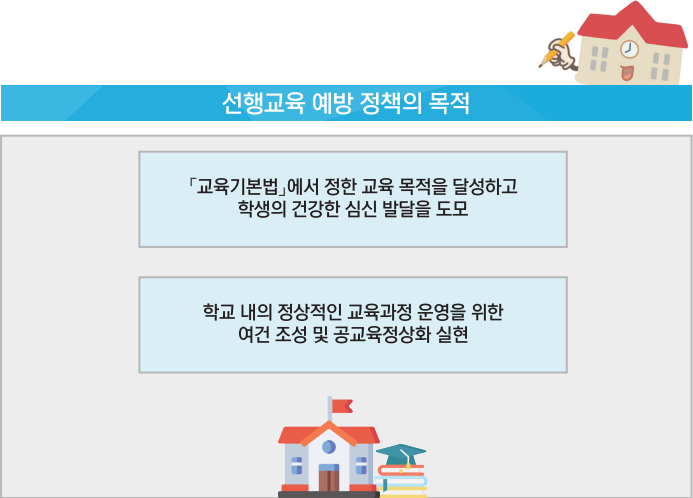 선행교육 예방 정책의 목적
「교육기본법」에서 정한 교육 목적을 달성하고
학생의 건강한 심신 발달을 도모
학교 내의 정상적인 교육과정 운영을 위한
여건 조성 및 공교육정상화 실현